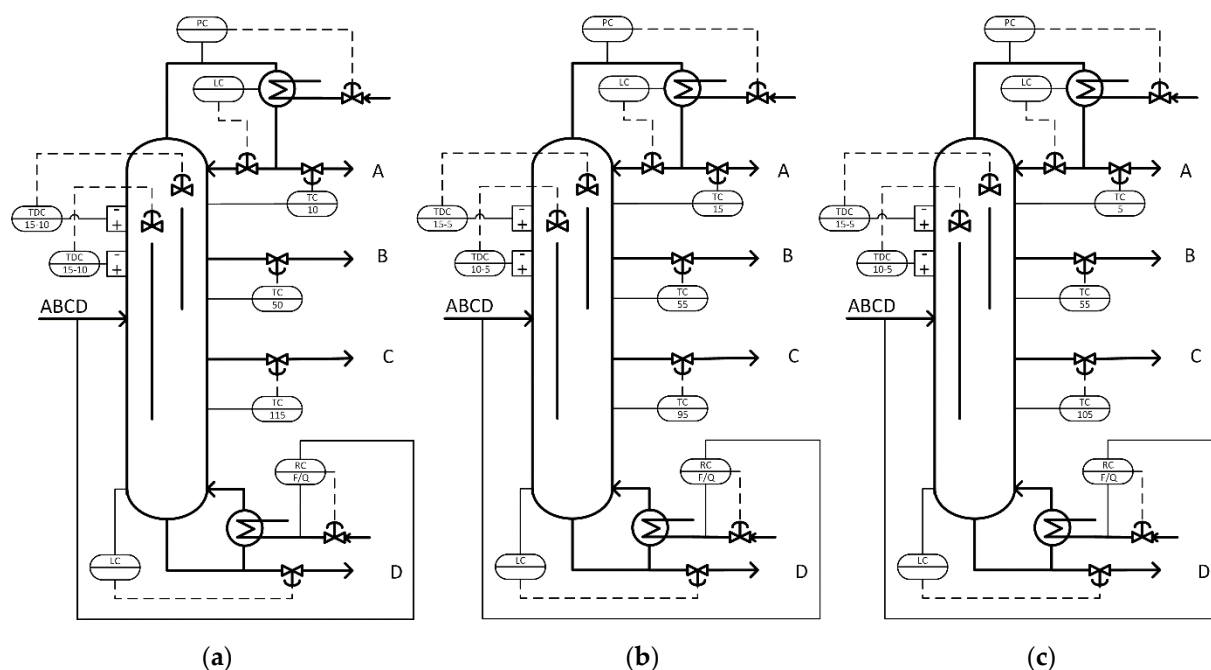 PC
LC
A
TDC
15-10
TC
10
TDC
15-10
B
TC
50
ABCD
C
TC
115
RC
F/Q
LC
D
(a)
PC
LC
A
TDC
15-5
TC
15
TDC
10-5
B
TC
55
ABCD
C
TC
95
RC
F/Q
LC
D
(b)
PC
LC
A
TDC
15-5
TC
5
TDC
10-5
B
TC
55
ABCD
C
TC
105
RC
F/Q
LC
D
(c)